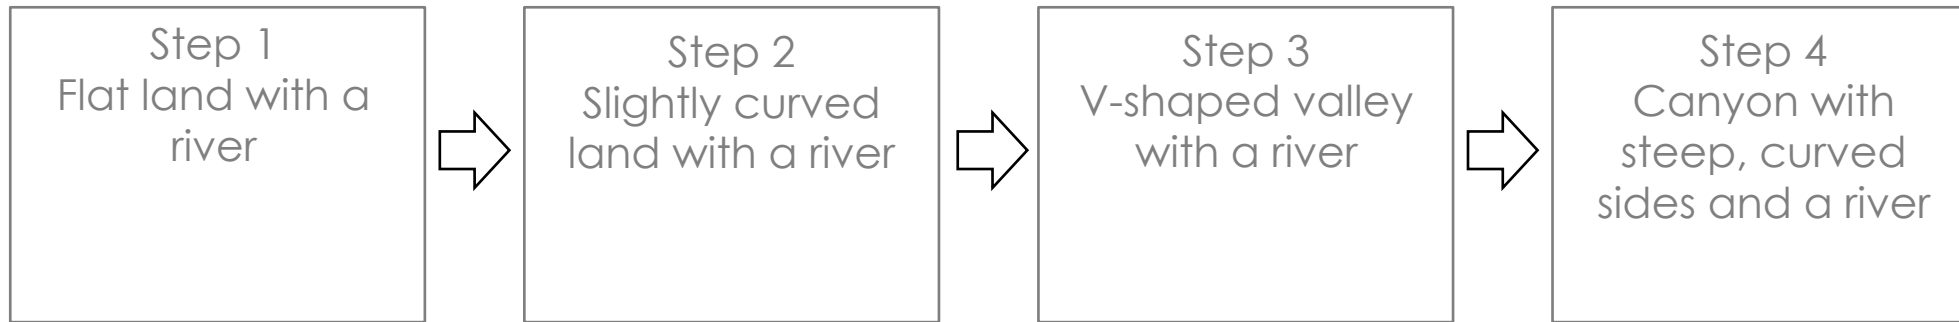 Step 1
Flat land with a
river
Step 2
Slightly curved
land with a river
Step 3
V-shaped valley
with a river
Step 4
Canyon with
steep, curved
sides and a river